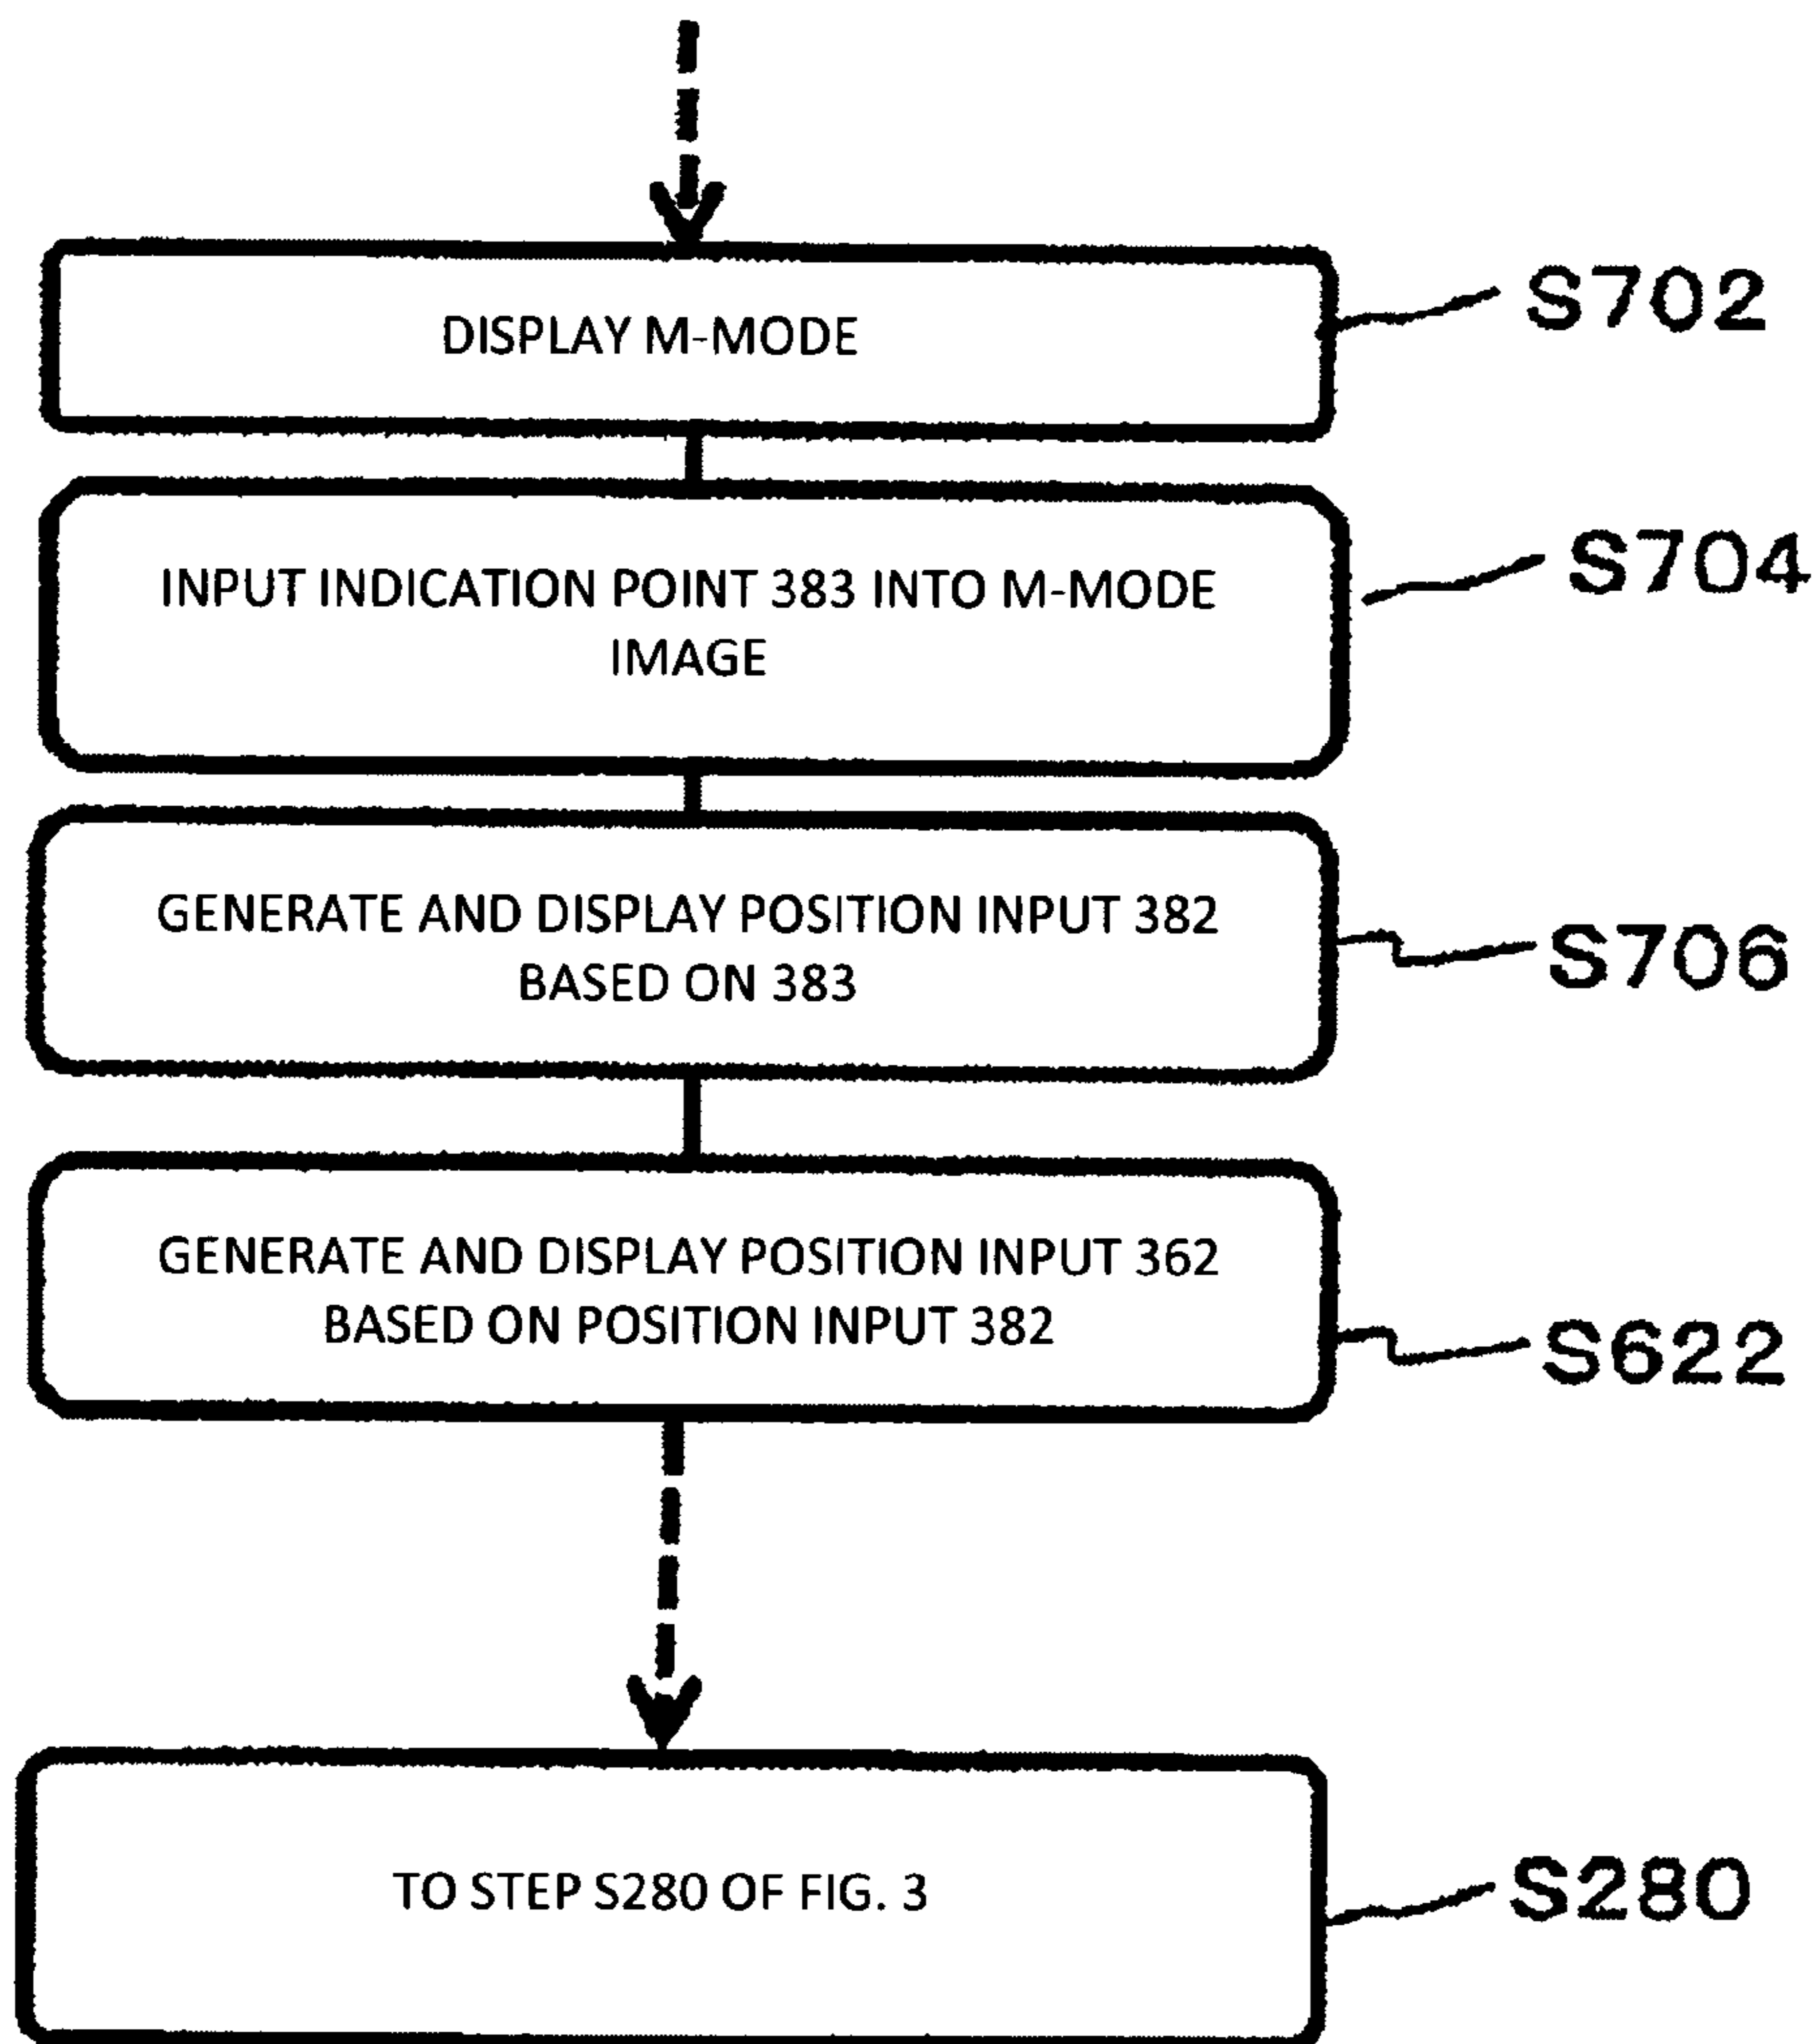 DISPLAY M-MODE
S702
INPUT INDICATION POINT 383 INTO M-MODE
IMAGE
S704
GENERATE AND DISPLAY POSITION INPUT 382
BASED ON 383
S706
GENERATE AND DISPLAY POSITION INPUT 362
BASED ON POSITION INPUT 382
S622
TO STEP S280 OF FIG. 3
S280